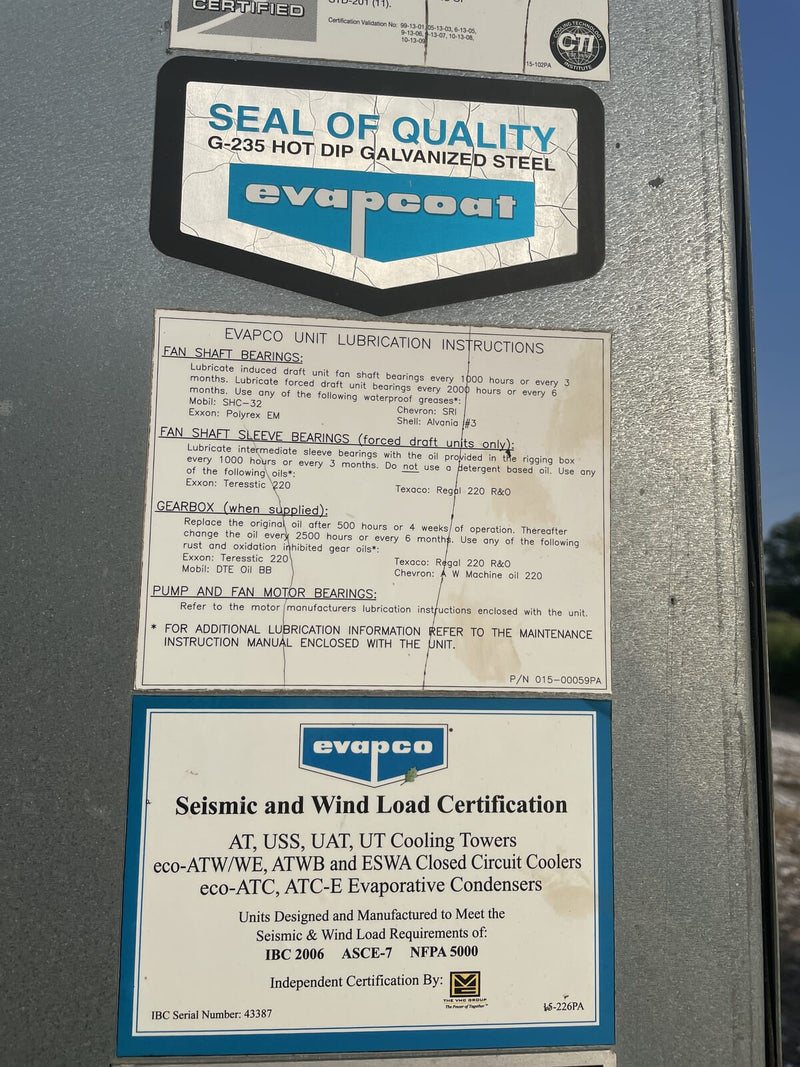 CERTIFIED
STD-201 (11).
Certification Validation No: 99-13-01, 05-13-03, 6-13-05,
10-13-09
15-102PA
COOLING TECHNOLOGY
CTI
INSTITUTE
SEAL OF QUALITY
G-235 HOT DIP GALVANIZED STEEL
evapcoat
EVAPCO UNIT LUBRICATION INSTRUCTIONS
FAN SHAFT BEARINGS:
Lubricate induced draft unit fan shaft bearings every 1000 hours or every 3
months. Lubricate forced draft unit bearings every 2000 hours or every 6
months. Use any of the following waterproof greases*:
Mobil: SHC-32 Chevron: SRI
Exxon: Polyrex EM Shell: Alvania #3
FAN SHAFT SLEEVE BEARINGS (forced draft units only):
Lubricate intermediate sleeve bearings with the oil provided in the rigging box
every 1000 hours or every 3 months. Do not use a detergent based oil. Use any
of the following oils*:
Exxon: Teresstic 220 Texaco: Regal 220 R&O
GEARBOX (when supplied):
Replace the original oil after 500 hours or 4 weeks of operation. Thereafter
change the oil every 2500 hours or every 6 months. Use any of the following
rust and oxidation inhibited gear oils*:
Exxon: Teresstic 220 Texaco: Regal 220 R&O
Mobil: DTE Oil BB Chevron: A W Machine oil 220
PUMP AND FAN MOTOR BEARINGS:
Refer to the motor manufacturers lubrication instructions enclosed with the unit.
* FOR ADDITIONAL LUBRICATION INFORMATION REFER TO THE MAINTENANCE
INSTRUCTION MANUAL ENCLOSED WITH THE UNIT.
P/N 015-00059PA
evapco
Seismic and Wind Load Certification
AT, USS, UAT, UT Cooling Towers
eco-ATW/WE, ATWB and ESWA Closed Circuit Coolers
eco-ATC, ATC-E Evaporative Condensers
Units Designed and Manufactured to Meet the
Seismic & Wind Load Requirements of:
IBC 2006 ASCE-7 NFPA 5000
Independent Certification By:
THE VMC GROUP
The Power of Together™
IBC Serial Number: 43387
15-226PA